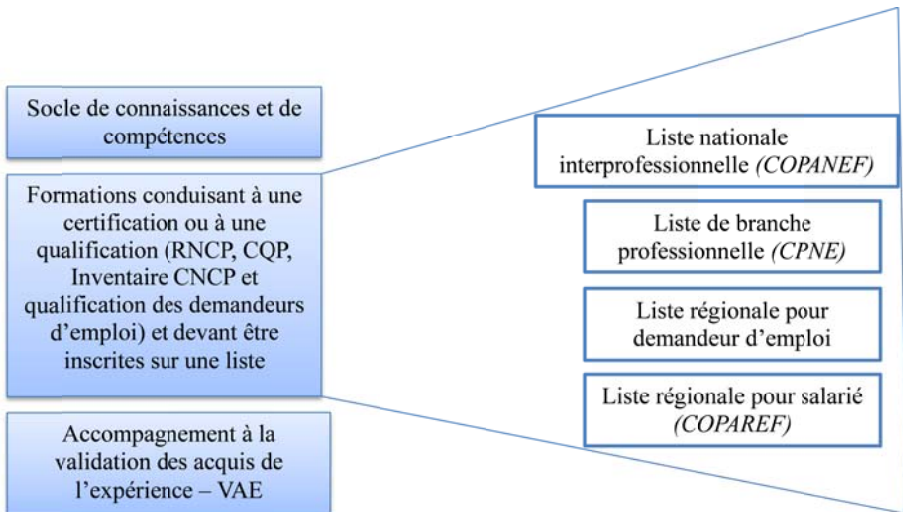 Socle de connaissances et de
compétences
Formations conduisant à une
certification ou à une
qualification (RNCP, CQP,
Inventaire CNCP et
qualification des demandeurs
d'emploi) et devant être
inscrites sur une liste
Accompagnement à la
validation des acquis de
l'expérience – VAE
Liste nationale
interprofessionnelle (COPANEF)
Liste de branche
professionnelle (CPNE)
Liste régionale pour
demandeur d'emploi
Liste régionale pour salarié
(COPAREF)